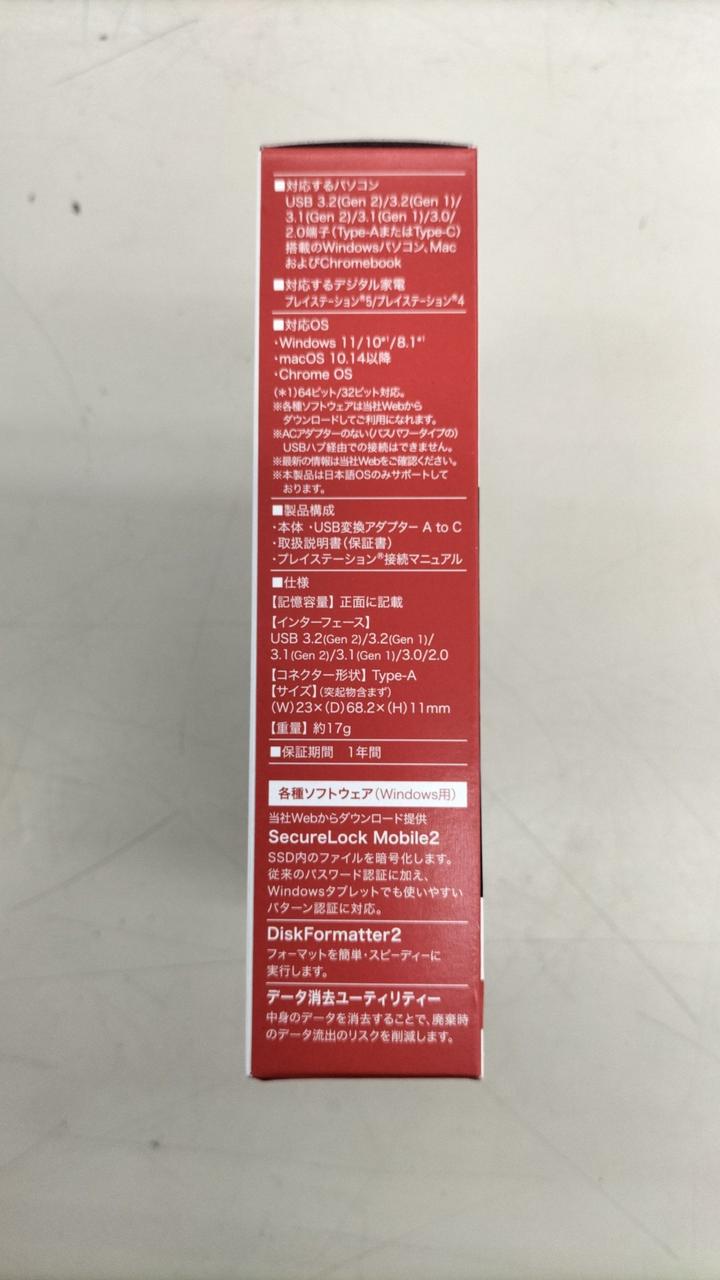 ■対応するパソコン
USB 3.2(Gen 2)/3.2(Gen 1)/
3.1(Gen 2)/3.1(Gen 1)/3.0/
2.0端子(Type-AまたはType-C)
搭載のWindowsパソコン、Mac
およびChromebook
■対応するデジタル家電
プレイステーション®5/プレイステーション®4
■対応OS
・Windows 11/10*¹/8.1*¹
・macOS 10.14以降
・Chrome OS
(＊1)64ビット/32ビット対応。
※各種ソフトウェアは当社Webから
ダウンロードしてご利用になれます。
※ACアダプターのない(バスパワータイプの)
USBハブ経由での接続はできません。
※最新の情報は当社Webをご確認ください。
※本製品は日本語OSのみサポートして
おります。
■製品構成
・本体 ・USB変換アダプター A to C
・取扱説明書(保証書)
・プレイステーション®接続マニュアル
■仕様
【記憶容量】 正面に記載
【インターフェース】
USB 3.2(Gen 2)/3.2(Gen 1)/
3.1(Gen 2)/3.1(Gen 1)/3.0/2.0
【コネクター形状】 Type-A
【サイズ】(突起物含まず)
(W)23×(D)68.2×(H)11mm
【重量】 約17g
■保証期間 1年間
各種ソフトウェア(Windows用)
当社Webからダウンロード提供
SecureLock Mobile2
SSD内のファイルを暗号化します。
従来のパスワード認証に加え、
Windowsタブレットでも使いやすい
パターン認証に対応。
DiskFormatter2
フォーマットを簡単・スピーディーに
実行します。
データ消去ユーティリティー
中身のデータを消去することで、廃棄時
のデータ流出のリスクを削減します。